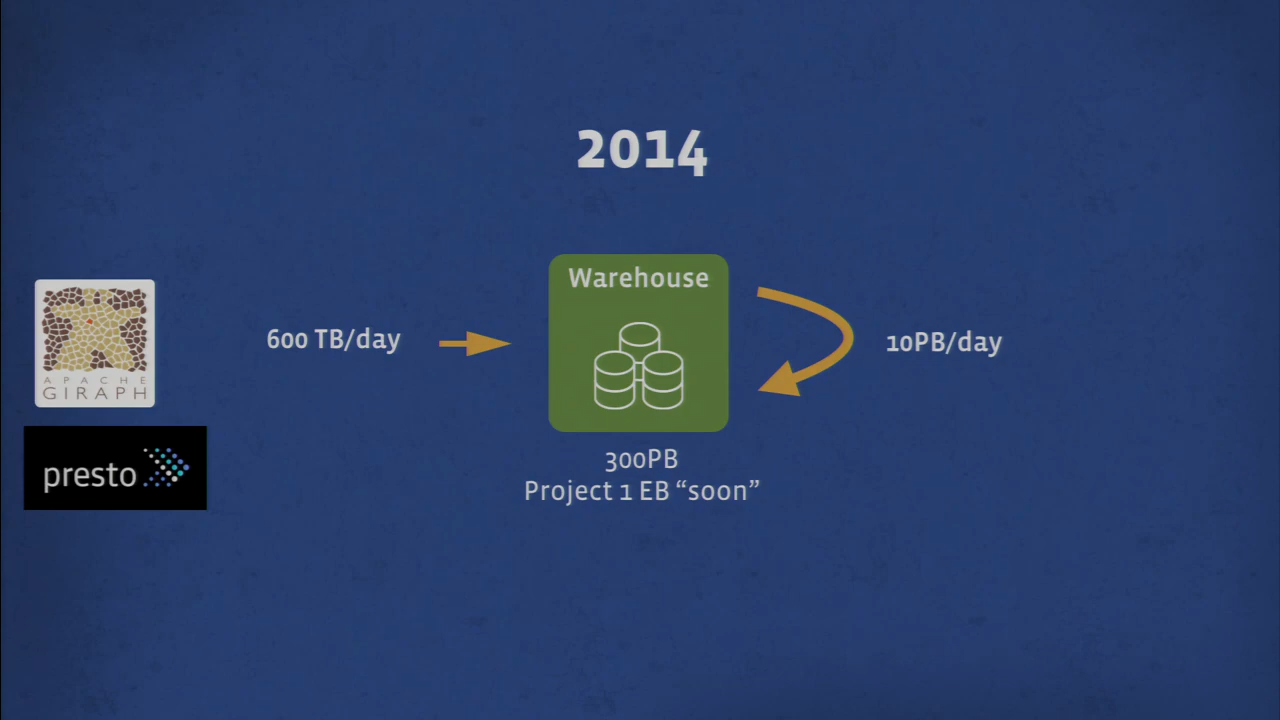 2014
Warehouse
600 TB/day
10PB/day
APACHE
GIRAPH
presto
300PB
Project 1 EB “soon”